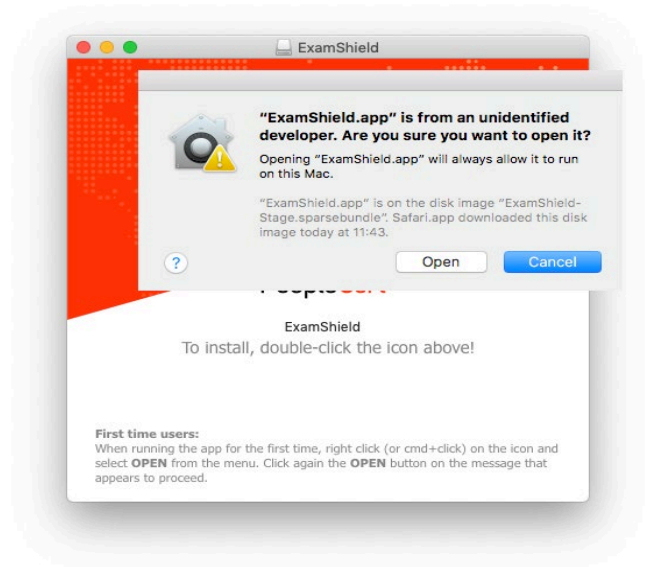 ExamShield
"ExamShield.app" is from an unidentified
developer. Are you sure you want to open it?
Opening "ExamShield.app" will always allow it to run
on this Mac.
"ExamShield.app" is on the disk image "ExamShield-
Stage.sparsebundle". Safari.app downloaded this disk
image today at 11:43.
?
Open
Cancel
ExamShield
To install, double-click the icon above!
First time users:
When running the app for the first time, right click (or cmd+click) on the icon and
select OPEN from the menu. Click again the OPEN button on the message that
appears to proceed.